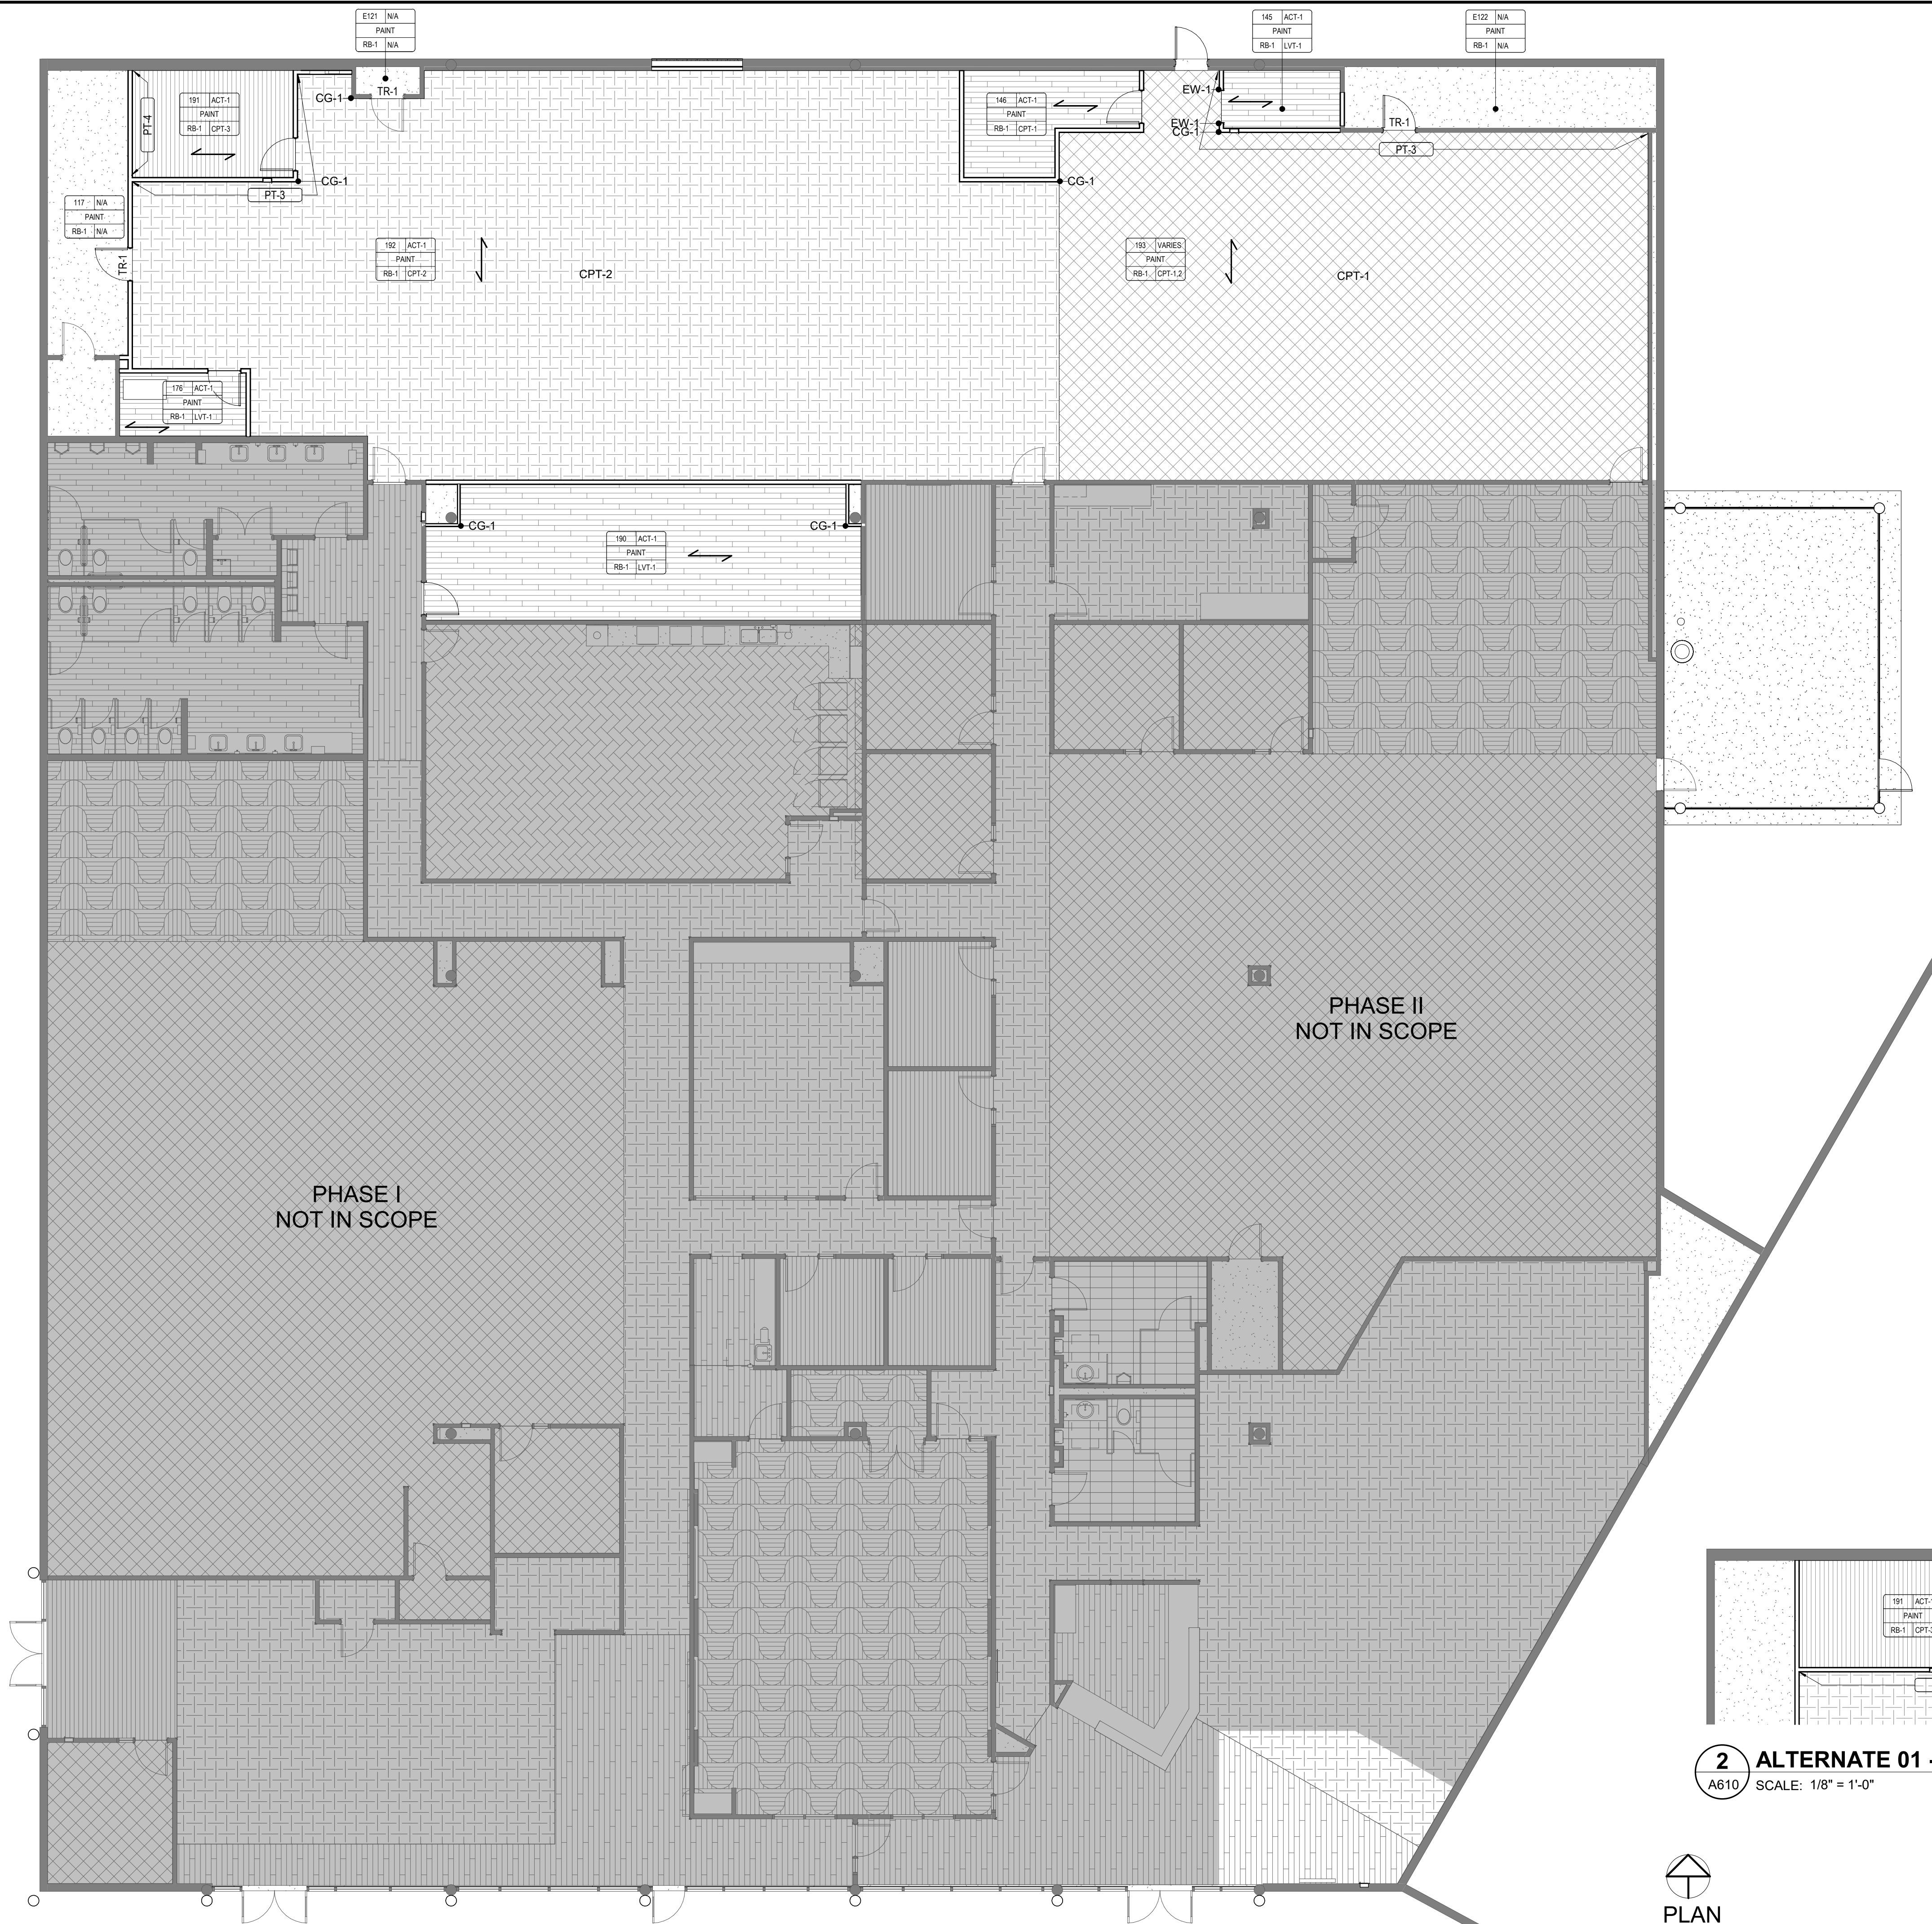 E121 N/A
PAINT
RB-1 N/A
145 ACT-1
PAINT
RB-1 LVT-1
E122 N/A
PAINT
RB-1 N/A
191 ACT-1
PAINT
RB-1 CPT-3
PT-4
CG-1
TR-1
146 ACT-1
PAINT
RB-1 CPT-1
EW-1
EW-1
CG-1
TR-1
PT-3
CG-1
PT-3
CG-1
117 N/A
PAINT
RB-1 N/A
TR-1
192 ACT-1
PAINT
RB-1 CPT-2
CPT-2
193 VARIES
PAINT
RB-1 CPT-1,2
CPT-1
176 ACT-1
PAINT
RB-1 LVT-1
CG-1
CG-1
190 ACT-1
PAINT
RB-1 LVT-1
PHASE II
NOT IN SCOPE
PHASE I
NOT IN SCOPE
191 ACT-
PAINT
RB-1 CPT-
2
A610
ALTERNATE 01 -
SCALE: 1/8" = 1'-0"
PLAN